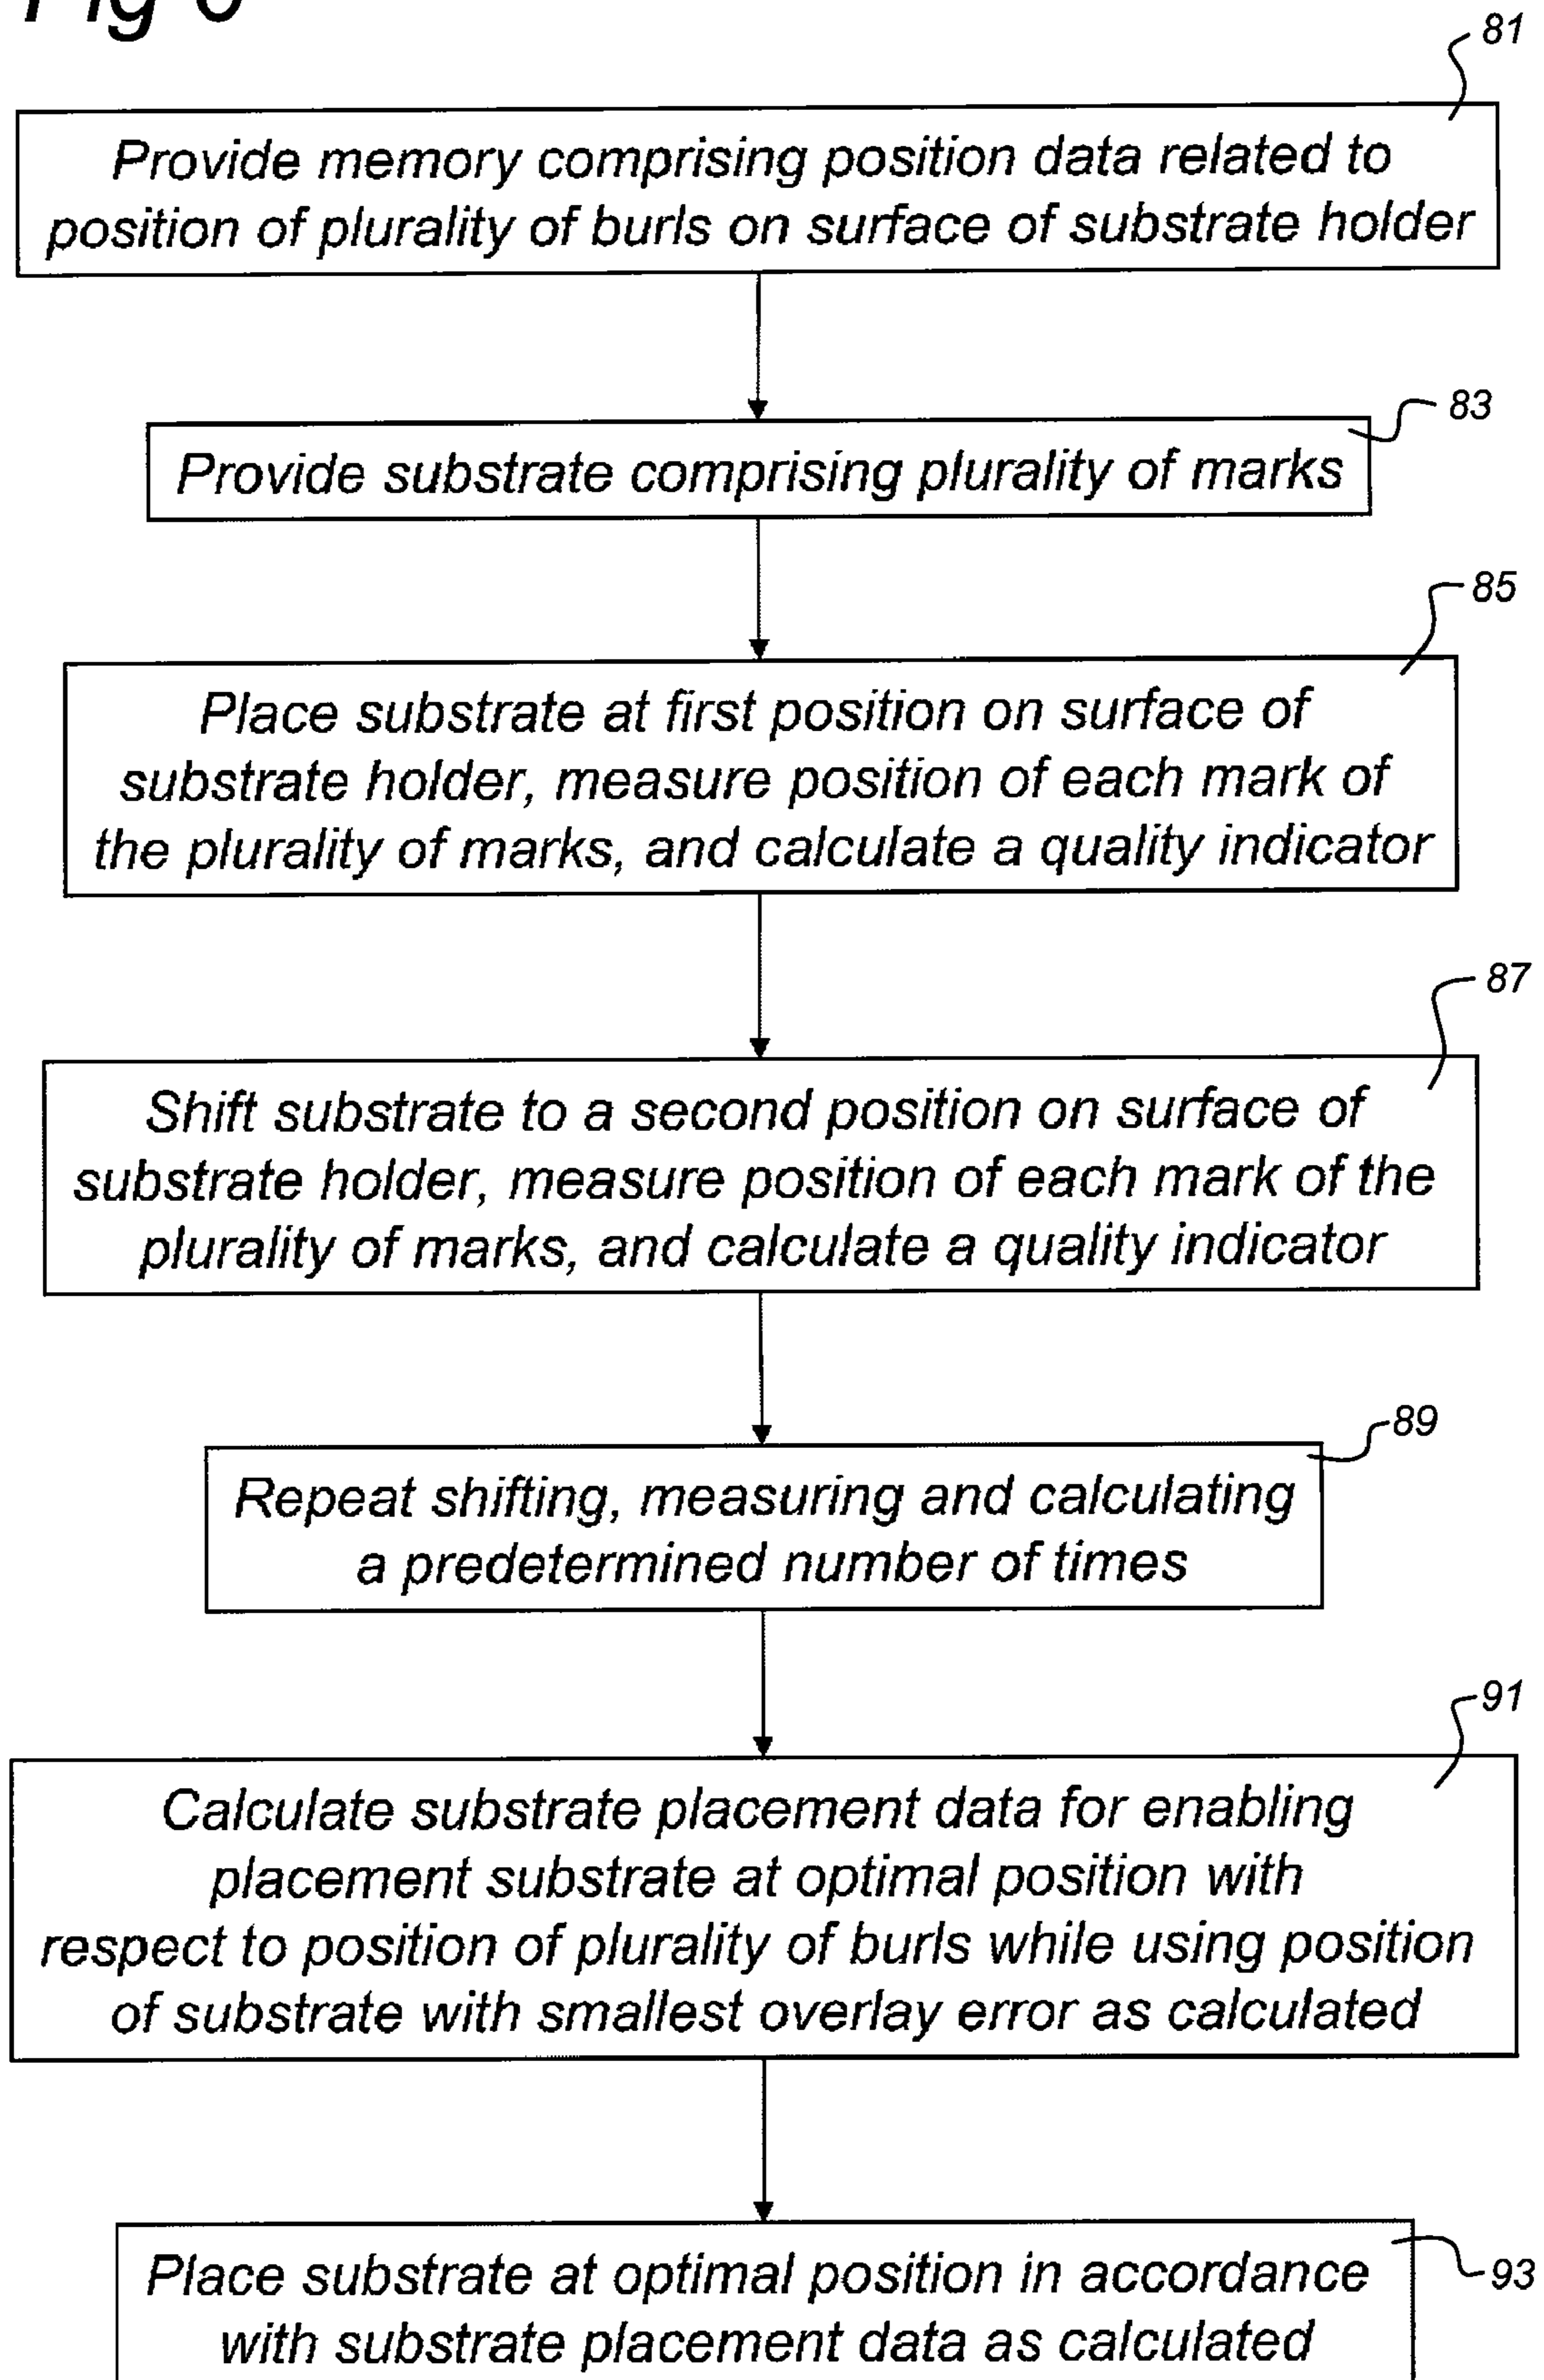 81
Provide memory comprising position data related to
position of plurality of burls on surface of substrate holder
83
Provide substrate comprising plurality of marks
85
Place substrate at first position on surface of
substrate holder, measure position of each mark of
the plurality of marks, and calculate a quality indicator
87
Shift substrate to a second position on surface of
substrate holder, measure position of each mark of the
plurality of marks, and calculate a quality indicator
89
Repeat shifting, measuring and calculating
a predetermined number of times
91
Calculate substrate placement data for enabling
placement substrate at optimal position with
respect to position of plurality of burls while using position
of substrate with smallest overlay error as calculated
93
Place substrate at optimal position in accordance
with substrate placement data as calculated